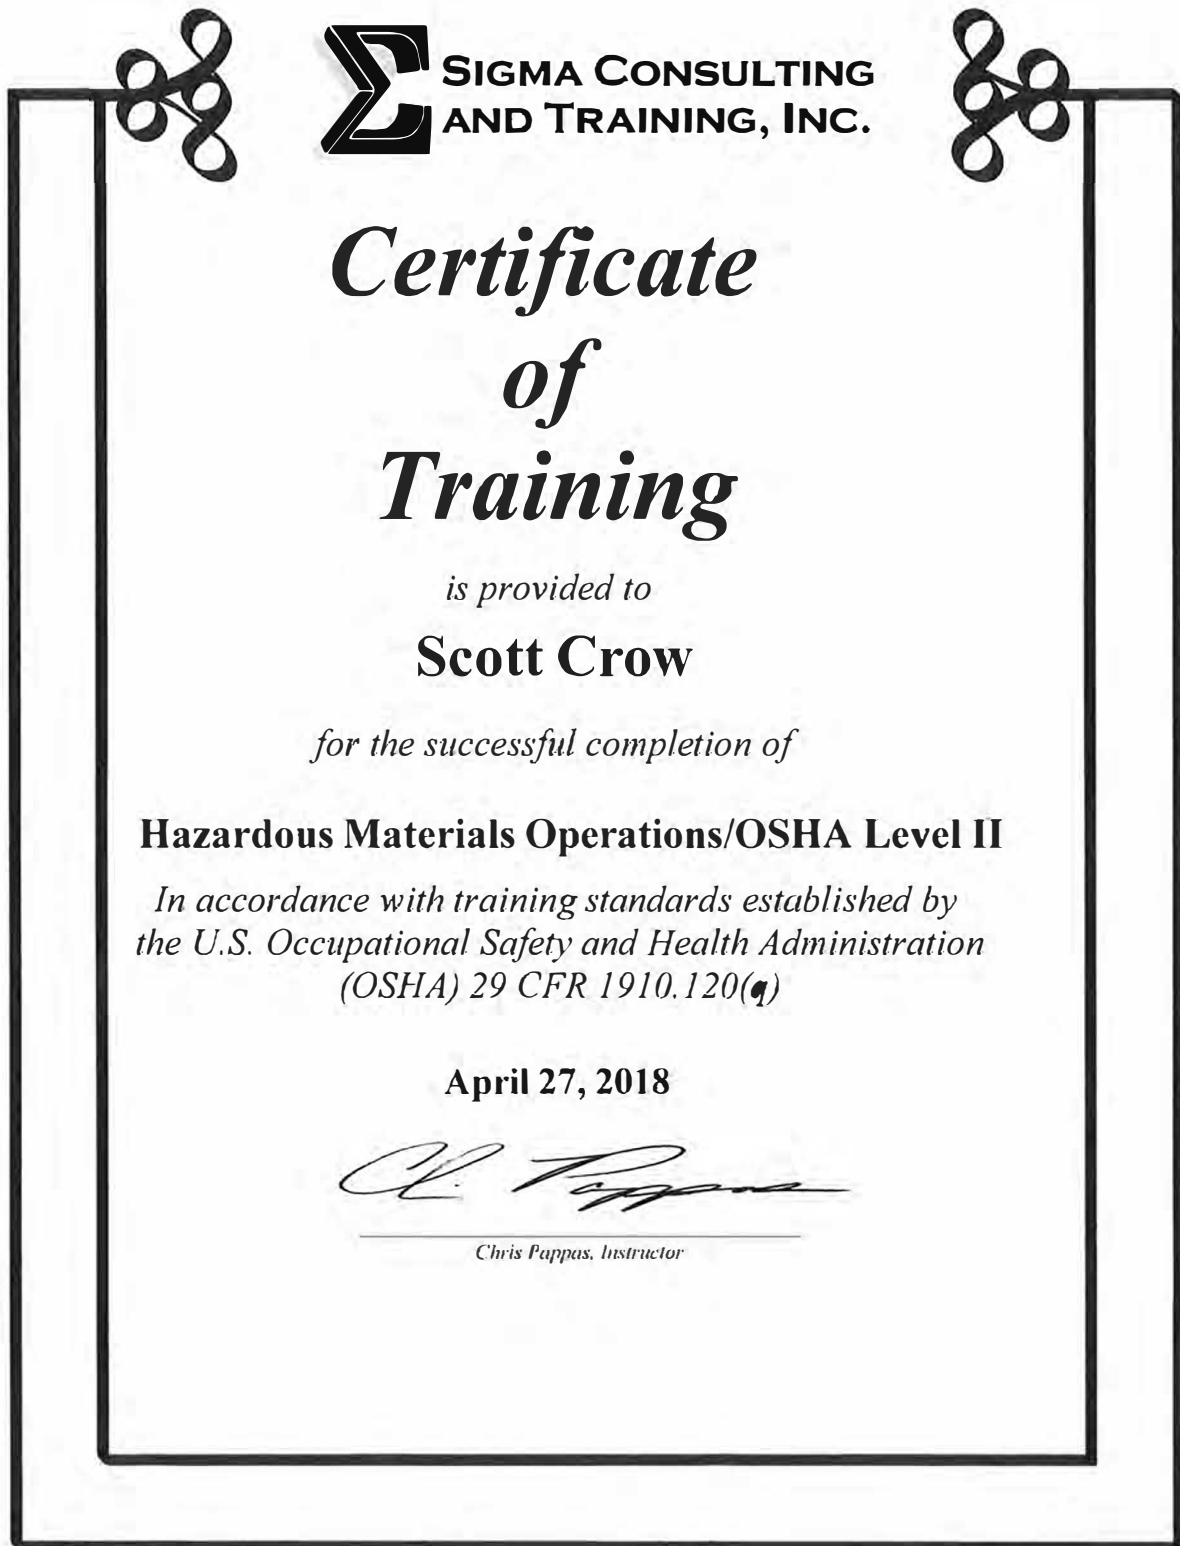 SIGMA CONSULTING
AND TRAINING, INC.
Certificate
of
Training
is provided to
Scott Crow
for the successful completion of
Hazardous Materials Operations/OSHA Level II
In accordance with training standards established by
the U.S. Occupational Safety and Health Administration
(OSHA) 29 CFR 1910.120(q)
April 27, 2018
Ch. Pappas
Chris Pappas, Instructor